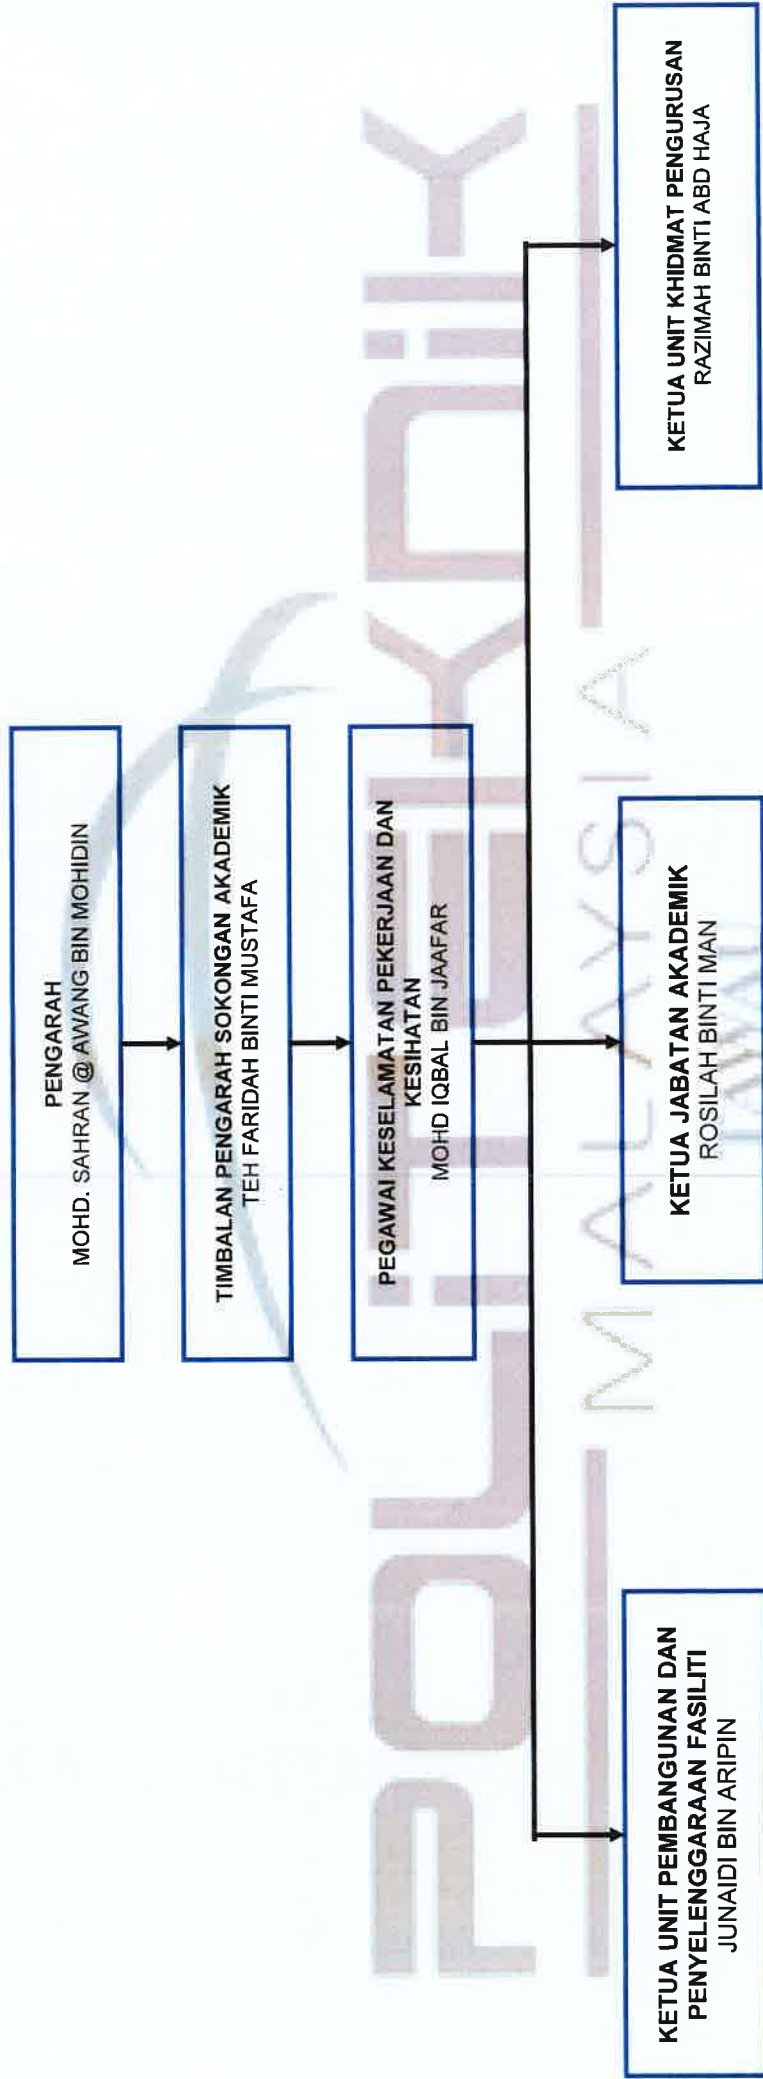 PENGARAH
MOHD. SAHRAN @ AWANG BIN MOHIDIN
TIMBALAN PENGARAH SOKONGAN AKADEMIK
TEH FARIDAH BINTI MUSTAFA
PEGAWAI KESELAMATAN PEKERJAAN DAN
KESIHATAN
MOHD IQBAL BIN JAAFAR
KETUA UNIT PEMBANGUNAN DAN
PENYELENGGARAAN FASILITI
JUNAIDI BIN ARIPIN
KETUA JABATAN AKADEMIK
ROSILAH BINTI MAN
KETUA UNIT KHIDMAT PENGURUSAN
RAZIMAH BINTI ABD HAJA
POLiTEKNiK
MALAYSIA